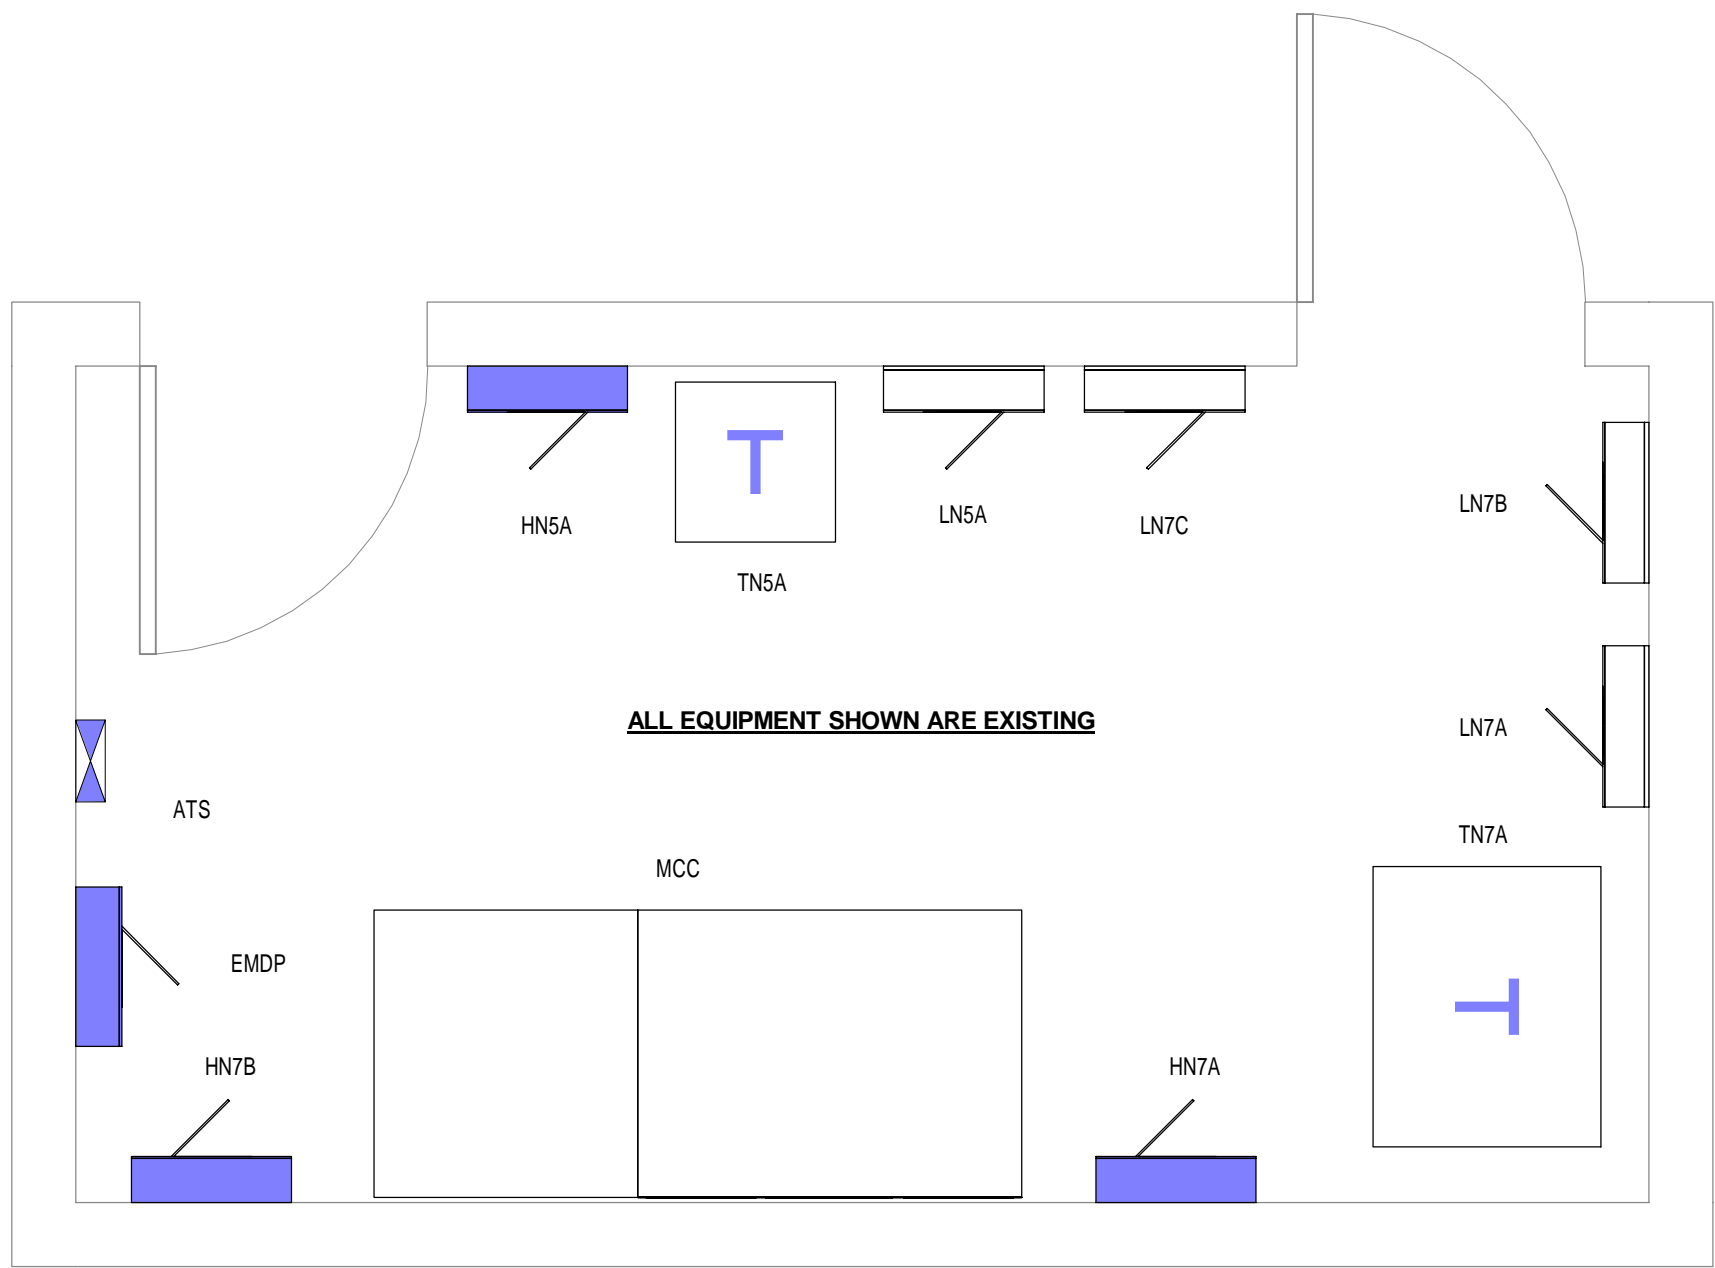 HN5A
T
TN5A
LN5A
LN7C
LN7B
ALL EQUIPMENT SHOWN ARE EXISTING
LN7A
ATS
TN7A
MCC
EMDP
T
HN7B
HN7A